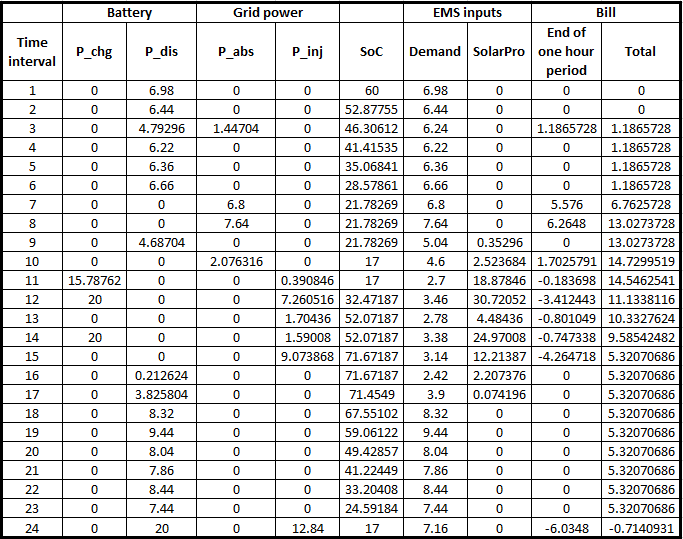 Battery Grid power EMS inputs Bill
Time interval P_chg P_dis P_abs P_inj SoC Demand SolarPro End of one hour period Total
1 0 6.98 0 0 60 6.98 0 0 0
2 0 6.44 0 0 52.87755 6.44 0 0 0
3 0 4.79296 1.44704 0 46.30612 6.24 0 1.1865728 1.1865728
4 0 6.22 0 0 41.41535 6.22 0 0 1.1865728
5 0 6.36 0 0 35.06841 6.36 0 0 1.1865728
6 0 6.66 0 0 28.57861 6.66 0 0 1.1865728
7 0 0 6.8 0 21.78269 6.8 0 5.576 6.7625728
8 0 0 7.64 0 21.78269 7.64 0 6.2648 13.0273728
9 0 4.68704 0 0 21.78269 5.04 0.35296 0 13.0273728
10 0 0 2.076316 0 17 4.6 2.523684 1.7025791 14.7299519
11 15.78762 0 0 0.390846 17 2.7 18.87846 -0.183698 14.5462541
12 20 0 0 7.260516 32.47187 3.46 30.72052 -3.412443 11.1338116
13 0 0 0 1.70436 52.07187 2.78 4.48436 -0.801049 10.3327624
14 20 0 0 1.59008 52.07187 3.38 24.97008 -0.747338 9.58542482
15 0 0 0 9.073868 71.67187 3.14 12.21387 -4.264718 5.32070686
16 0 0.212624 0 0 71.67187 2.42 2.207376 0 5.32070686
17 0 3.825804 0 0 71.4549 3.9 0.074196 0 5.32070686
18 0 8.32 0 0 67.55102 8.32 0 0 5.32070686
19 0 9.44 0 0 59.06122 9.44 0 0 5.32070686
20 0 8.04 0 0 49.42857 8.04 0 0 5.32070686
21 0 7.86 0 0 41.22449 7.86 0 0 5.32070686
22 0 8.44 0 0 33.20408 8.44 0 0 5.32070686
23 0 7.44 0 0 24.59184 7.44 0 0 5.32070686
24 0 20 0 12.84 17 7.16 0 -6.0348 -0.7140931